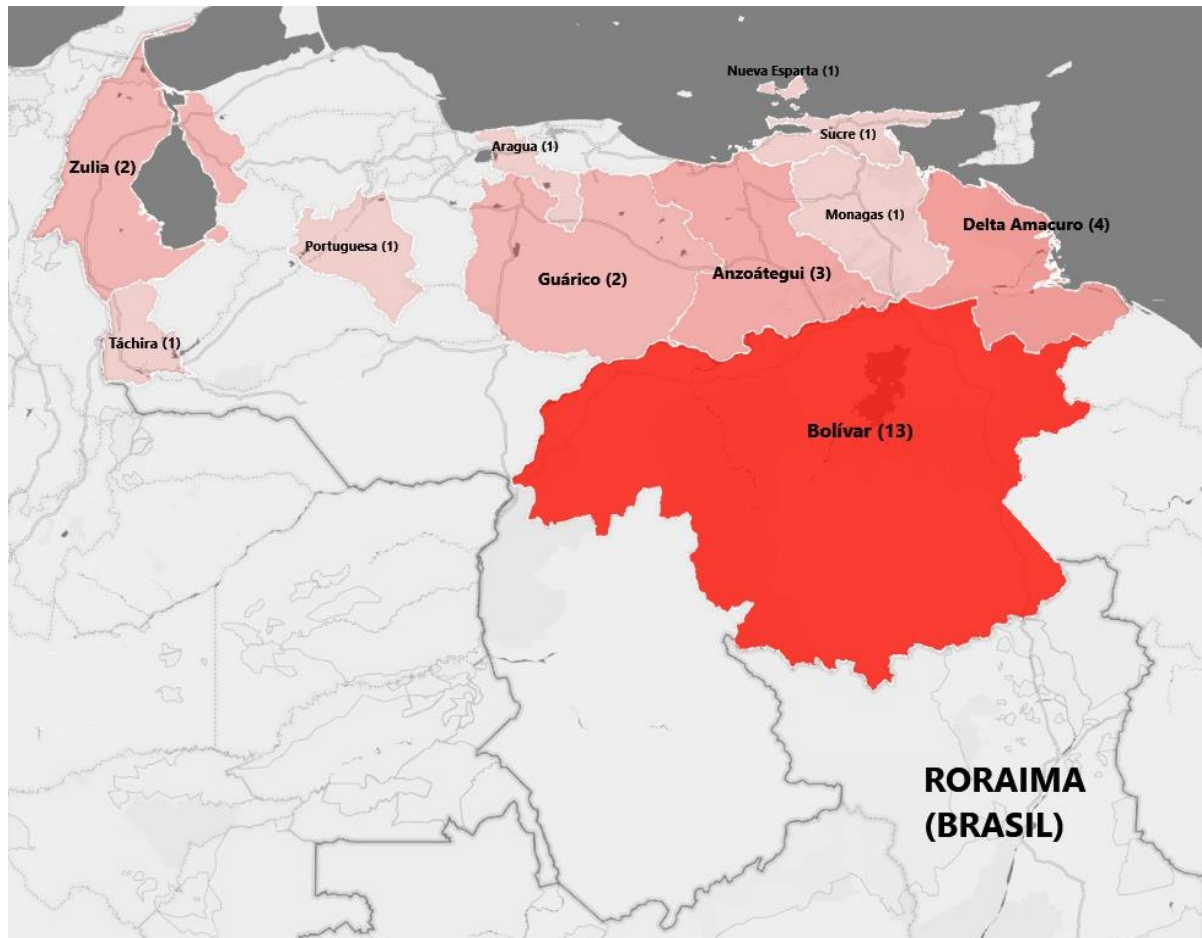 Nueva Esparta (1)
Sucre (1)
Aragua (1)
Zulia (2)
Monagas (1)
Delta Amacuro (4)
Portuguesa (1)
Guárico (2)
Anzoátegui (3)
Táchira (1)
Bolívar (13)
RORAIMA
(BRASIL)